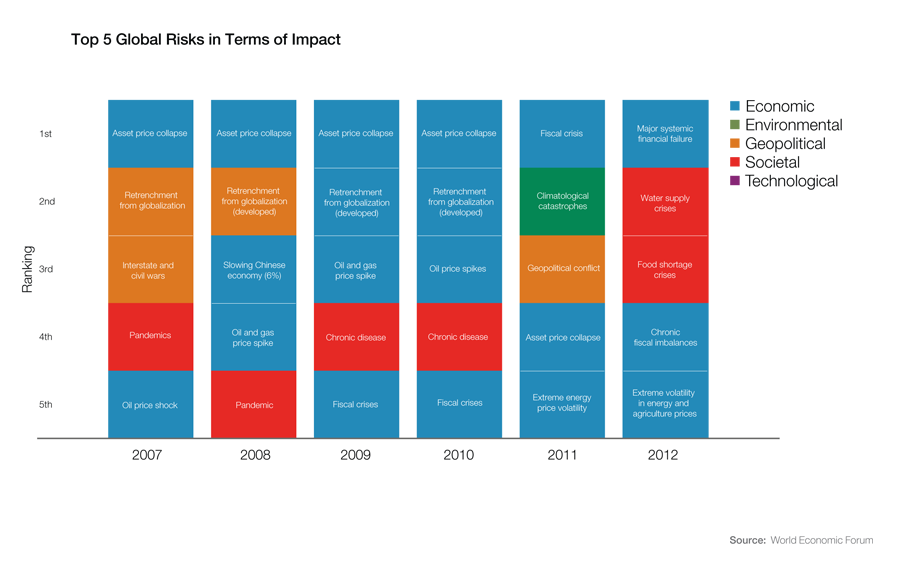 Top 5 Global Risks in Terms of Impact
Economic
Environmental
Geopolitical
Societal
Technological
Ranking
1st
Asset price collapse
Asset price collapse
Asset price collapse
Asset price collapse
Fiscal crisis
Major systemic
financial failure
2nd
Retrenchment
from globalization
Retrenchment
from globalization
(developed)
Retrenchment
from globalization
(developed)
Retrenchment
from globalization
(developed)
Climatological
catastrophes
Water supply
crises
3rd
Interstate and
civil wars
Slowing Chinese
economy (6%)
Oil and gas
price spike
Oil price spikes
Geopolitical conflict
Food shortage
crises
4th
Pandemics
Oil and gas
price spike
Chronic disease
Chronic disease
Asset price collapse
Chronic
fiscal imbalances
5th
Oil price shock
Pandemic
Fiscal crises
Fiscal crises
Extreme energy
price volatility
Extreme volatility
in energy and
agriculture prices
2007
2008
2009
2010
2011
2012
Source: World Economic Forum